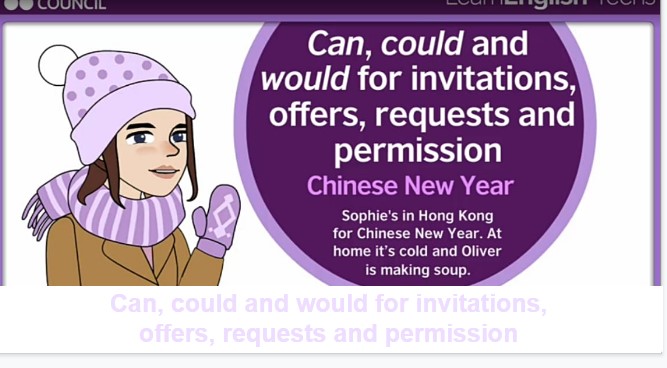 COUNCIL
LearnEnglish Teens
Can, could and
would for invitations,
offers, requests and
permission
Chinese New Year
Sophie's in Hong Kong
for Chinese New Year. At
home it's cold and Oliver
is making soup.
Can, could and would for invitations,
offers, requests and permission